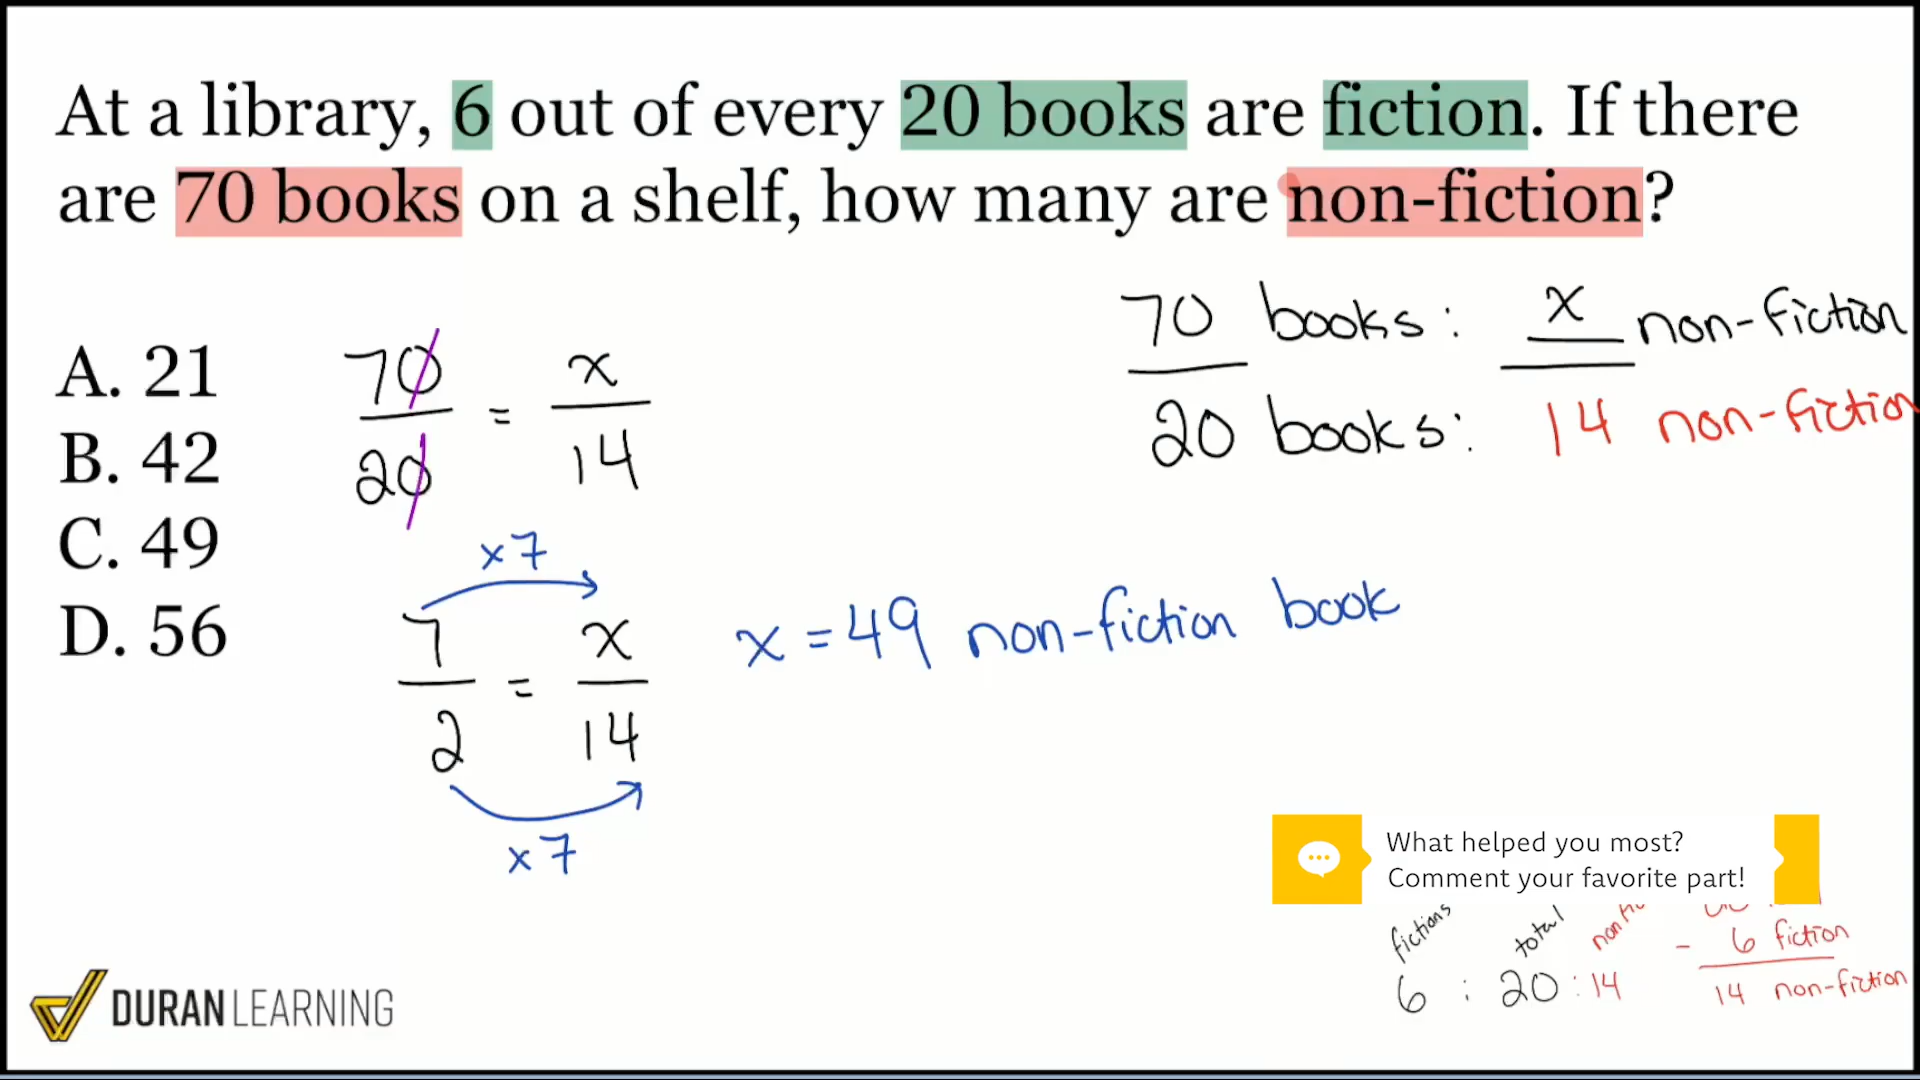 At a library, 6 out of every 20 books are fiction. If there
are 70 books on a shelf, how many are non-fiction?
A. 21
B. 42
C. 49
D. 56
70/20 = x/14
x7
7/2 = x/14
x7
x = 49 non-fiction book
70 books: x non-fiction
20 books: 14 non-fiction
What helped you most?
Comment your favorite part!
fictions total
6 : 20 : 14
- 6 fiction
14 non-fiction
DURAN LEARNING